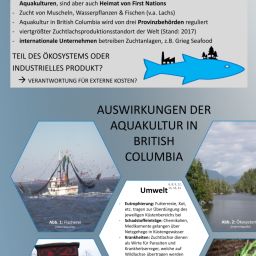 Aquakulturen, sind aber auch Heimat von First Nations
- Zucht von Muscheln, Wasserpflanzen & Fischen (v.a. Lachs)
- Aquakultur in British Columbia wird von drei Provinzbehörden reguliert
- viertgrößter Zuchtlachsproduktionsstandort der Welt (Stand: 2017)
- internationale Unternehmen betreiben Zuchtanlagen, z.B. Grieg Seafood
TEIL DES ÖKOSYSTEMS ODER
INDUSTRIELLES PRODUKT?
→ VERANTWORTUNG FÜR EXTERNE KOSTEN?
AUSWIRKUNGEN DER
AQUAKULTUR IN
BRITISH
COLUMBIA
Umwelt
- Eutrophierung: Futterreste, Kot,
etc. tragen zur Überdüngung des
jeweiligen Küstenbereichs bei
- Schadstoffeinträge: Chemikalien,
Medikamente gelangen über
Netzgehege in Küstengewässer
- Krankheiten: Zuchtfische dienen
als Wirte für Parasiten und
Krankheitserreger, welche auf
Wildfische übertragen werden
Abb. 1: Fischerei
Abb. 2: Ökosystem